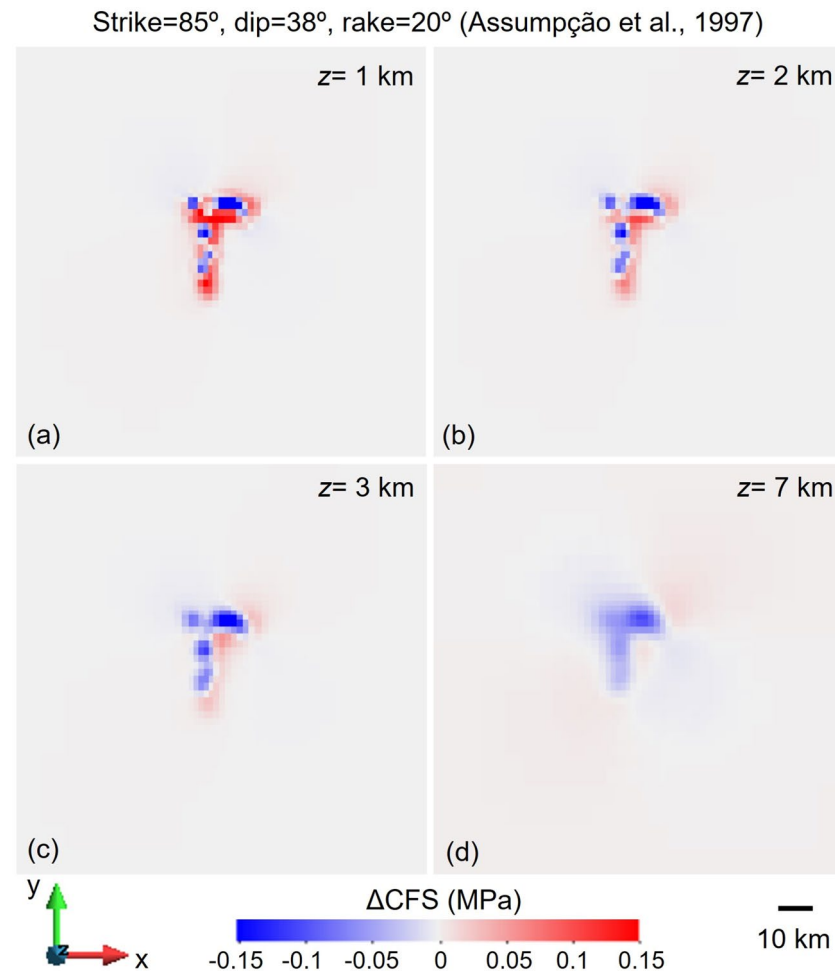 Strike=85º, dip=38º, rake=20º (Assumpção et al., 1997)
z= 1 km
z= 2 km
(a)
(b)
z= 3 km
z= 7 km
(c)
(d)
y
z
x
ΔCFS (MPa)
-0.15 -0.1 -0.05 0 0.05 0.1 0.15
10 km